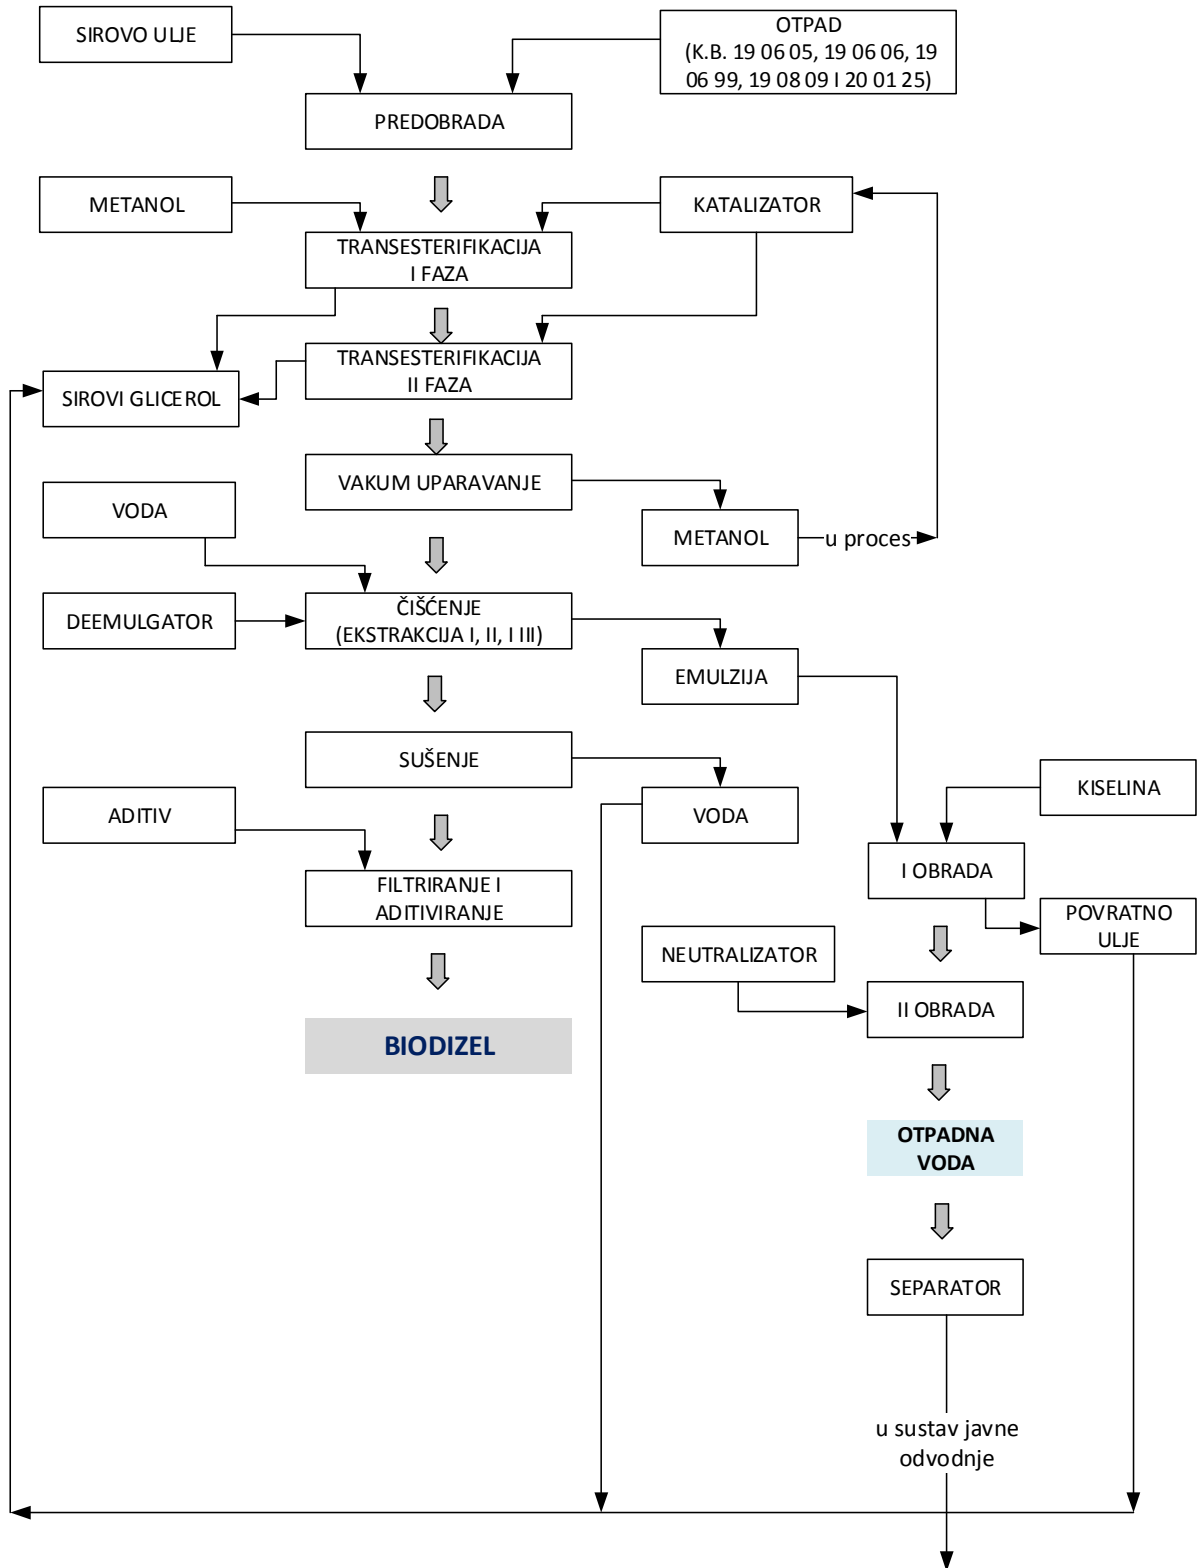 SIROVO ULJE
OTPAD
(K.B. 19 06 05, 19 06 06, 19
06 99, 19 08 09 I 20 01 25)
PREDOBRADA
METANOL
KATALIZATOR
TRANSESTERIFIKACIJA
I FAZA
TRANSESTERIFIKACIJA
II FAZA
SIROVI GLICEROL
VAKUM UPARAVANJE
VODA
METANOL
u proces
DEEMULGATOR
ČIŠĆENJE
(EKSTRAKCIJA I, II, I III)
EMULZIJA
SUŠENJE
KISELINA
ADITIV
VODA
I OBRADA
FILTRIRANJE I
ADITIVIRANJE
POVRATNO
ULJE
NEUTRALIZATOR
II OBRADA
BIODIZEL
OTPADNA
VODA
SEPARATOR
u sustav javne
odvodnje